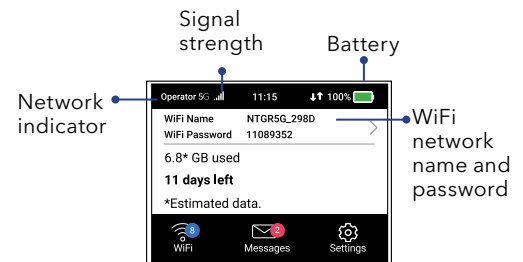 Signal
strength
Battery
Network
indicator
Operator 5G 11:15 100%
WiFi Name NTGR5G_298D
WiFi Password 11089352
6.8* GB used
11 days left
*Estimated data.
8
2
WiFi Messages Settings
WiFi
network
name and
password